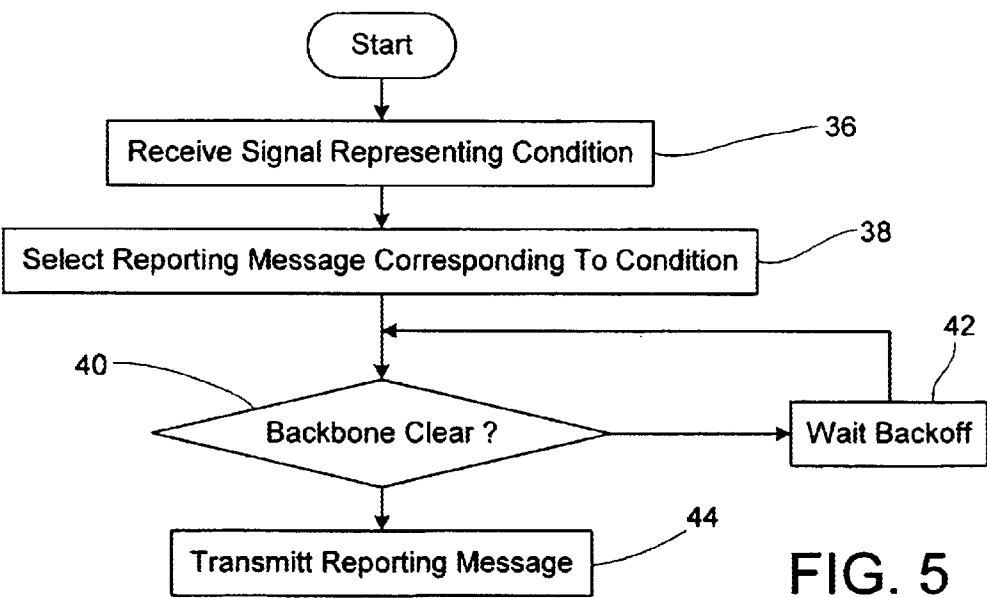 Start
Receive Signal Representing Condition
36
Select Reporting Message Corresponding To Condition
38
40
Backbone Clear ?
42
Wait Backoff
Transmitt Reporting Message
44
FIG. 5